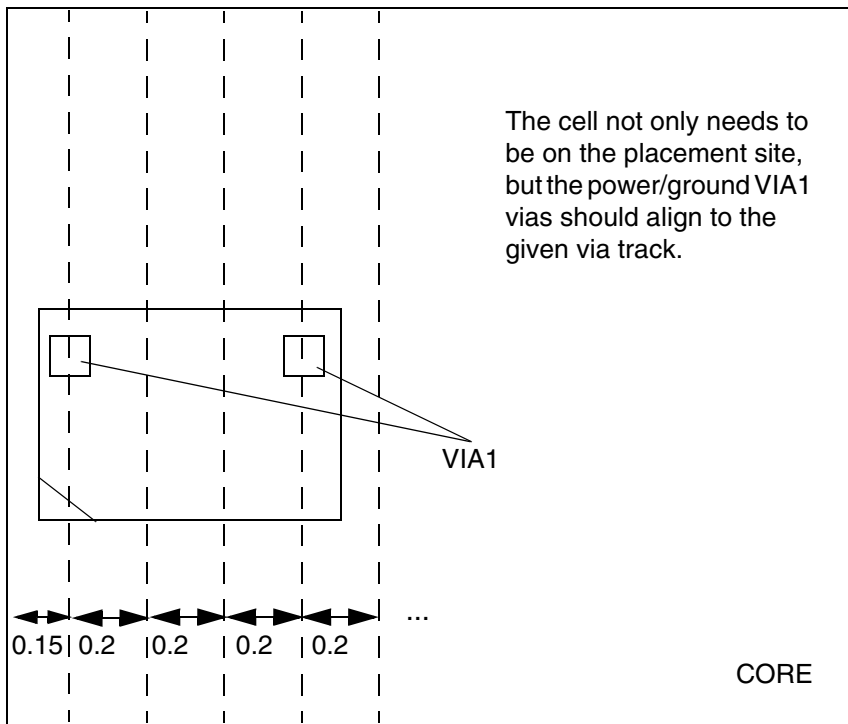 The cell not only needs to
be on the placement site,
but the power/ground VIA1
vias should align to the
given via track.
VIA1
...
0.15 0.2 0.2 0.2 0.2
CORE